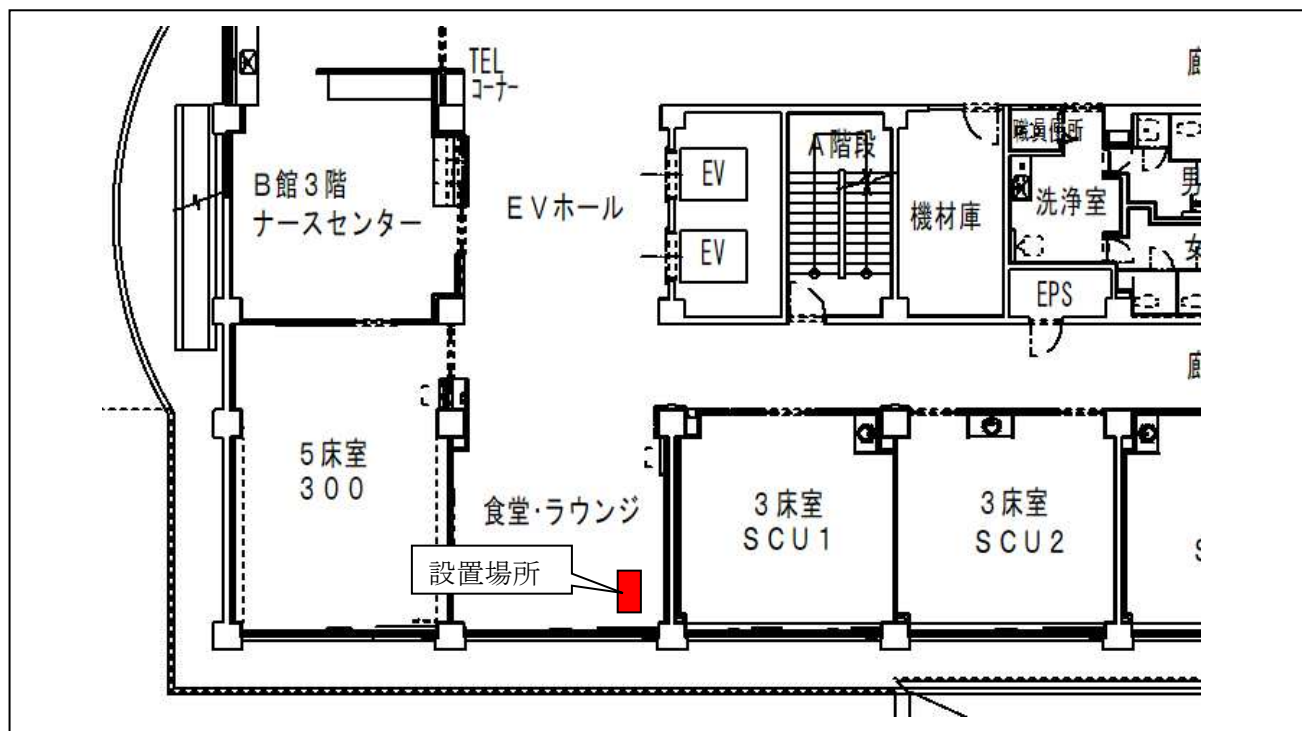 TEL
コーナー
廊
職員便所
A階段
EV
B館3階
ナースセンター
EVホール
機材庫
洗浄室
男
女
EV
EPS
廊
5床室
300
食堂・ラウンジ
3床室
SCU1
3床室
SCU2
設置場所